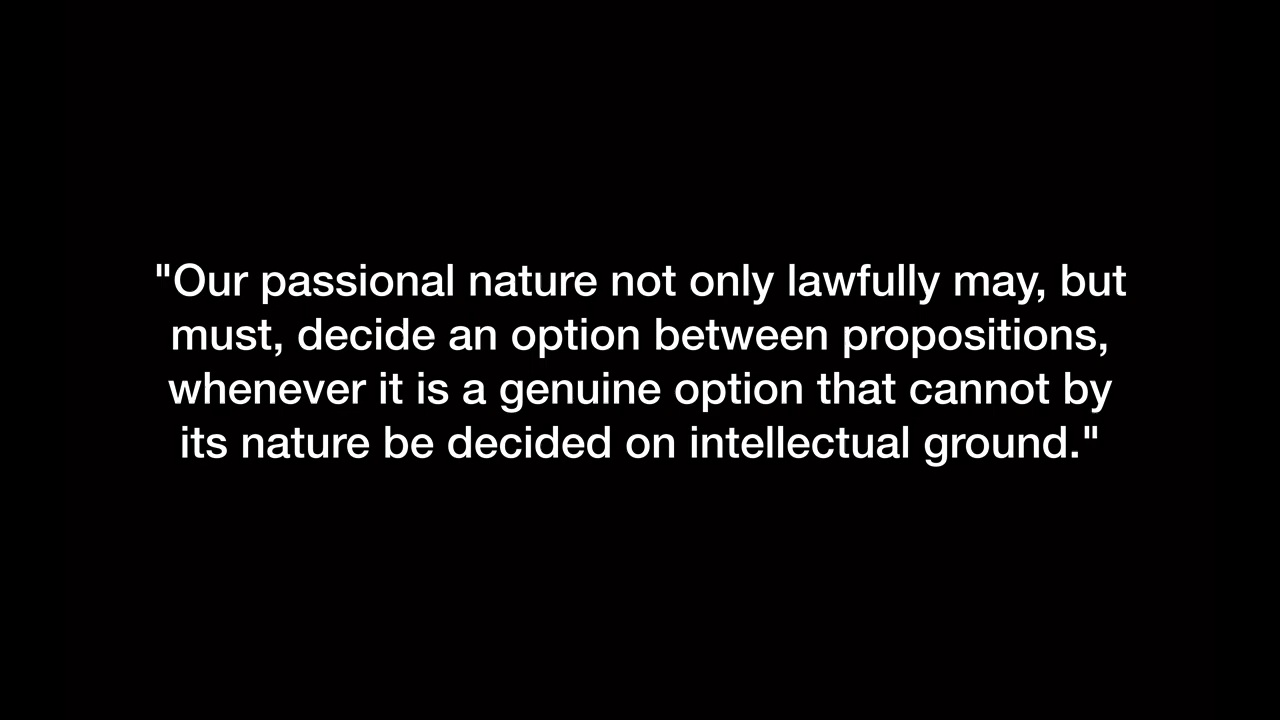 "Our passional nature not only lawfully may, but
must, decide an option between propositions,
whenever it is a genuine option that cannot by
its nature be decided on intellectual ground."